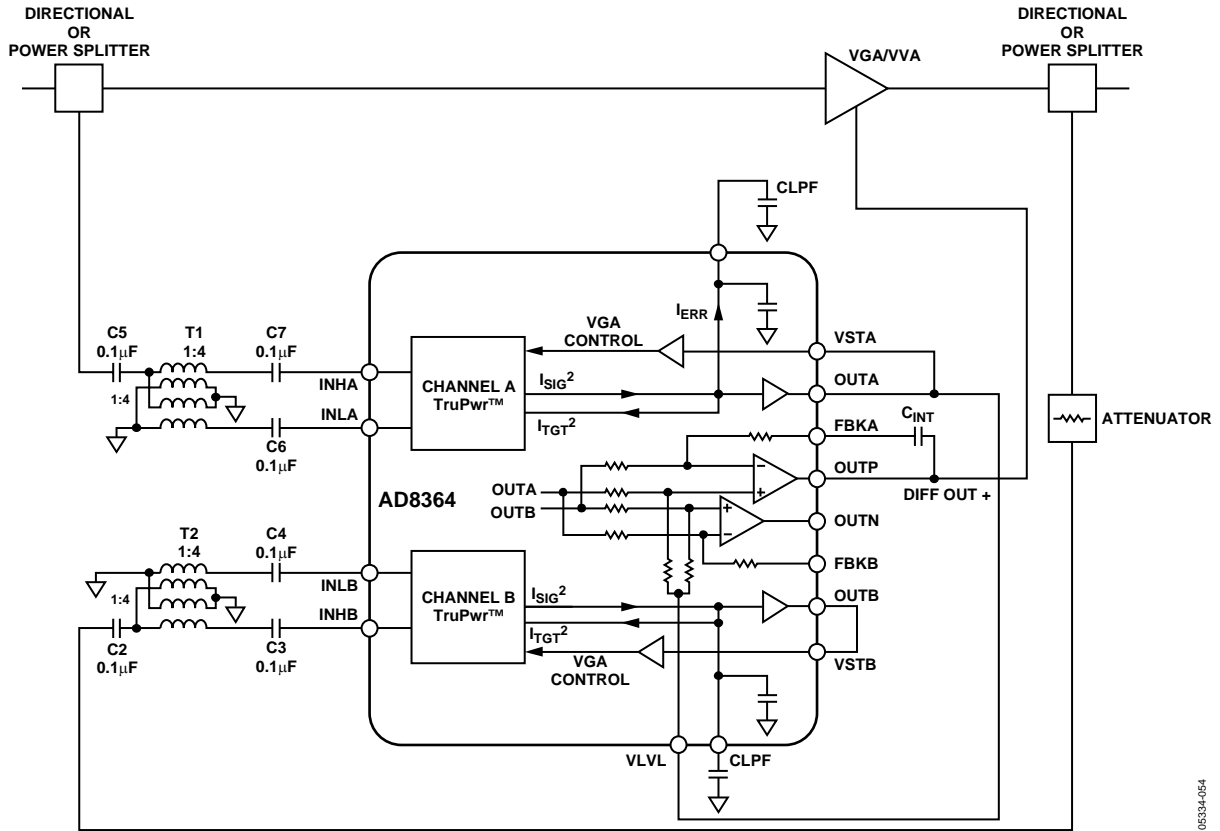 DIRECTIONAL
OR
POWER SPLITTER
DIRECTIONAL
OR
POWER SPLITTER
VGA/VVA
CLPF
C5
0.1μF
T1
1:4
C7
0.1μF
1:4
INHA
INLA
C6
0.1μF
CHANNEL A
TruPwr™
VGA
CONTROL
IERR
ISIG2
ITGT2
VSTA
OUTA
FBKA
CINT
ATTENUATOR
OUTP
DIFF OUT +
AD8364
OUTA
OUTB
OUTN
FBKB
T2
1:4
C4
0.1μF
1:4
INLB
INHB
C2
0.1μF
C3
0.1μF
CHANNEL B
TruPwr™
ISIG2
ITGT2
VGA
CONTROL
OUTB
VSTB
VLVL
CLPF
05334-054